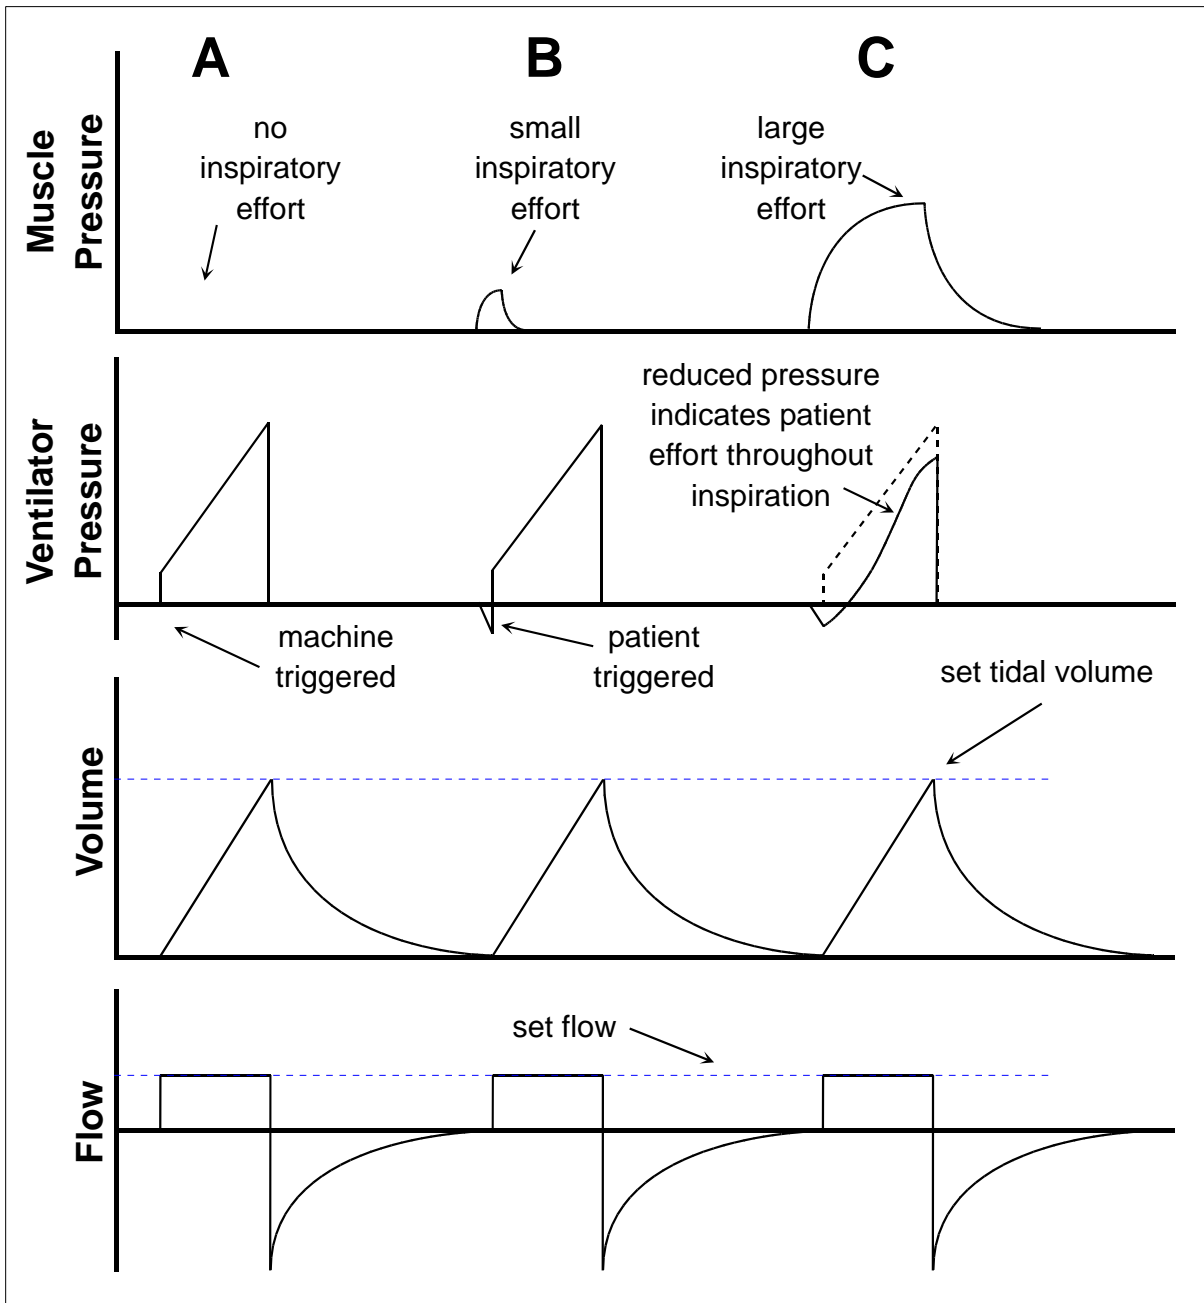 A
B
C
Muscle
Pressure
no
inspiratory
effort
small
inspiratory
effort
large
inspiratory
effort
Ventilator
Pressure
reduced pressure
indicates patient
effort throughout
inspiration
machine
triggered
patient
triggered
set tidal volume
Volume
set flow
Flow